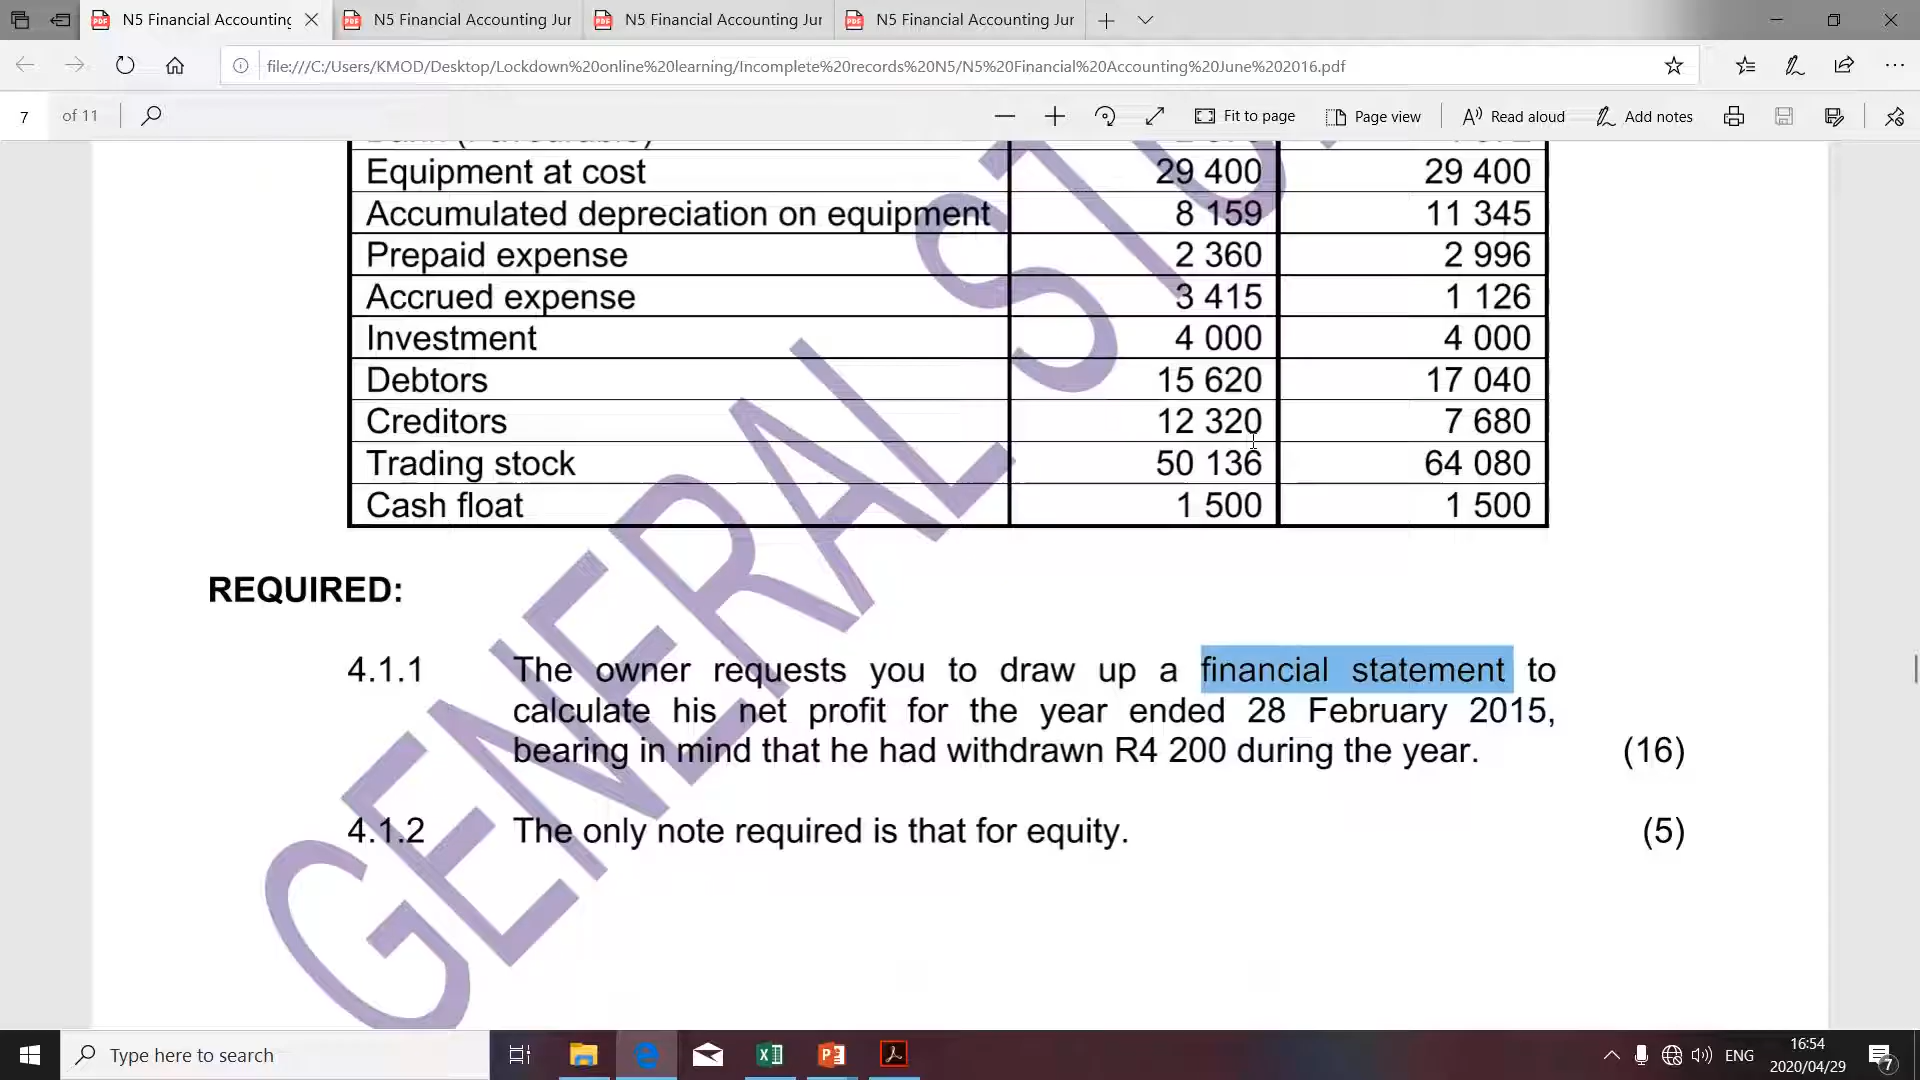 N5 Financial Accounting
N5 Financial Accounting Jur
N5 Financial Accounting Jur
N5 Financial Accounting Jur
file:///C:/Users/KMOD/Desktop/Lockdown%20online%20learning/Incomplete%20records%20N5/N5%20Financial%20Accounting%20June%202016.pdf
7 of 11
Fit to page
Page view
Read aloud
Add notes
Equipment at cost 29 400 29 400
Accumulated depreciation on equipment 8 159 11 345
Prepaid expense 2 360 2 996
Accrued expense 3 415 1 126
Investment 4 000 4 000
Debtors 15 620 17 040
Creditors 12 320 7 680
Trading stock 50 136 64 080
Cash float 1 500 1 500
REQUIRED:
4.1.1 The owner requests you to draw up a financial statement to
calculate his net profit for the year ended 28 February 2015,
bearing in mind that he had withdrawn R4 200 during the year. (16)
4.1.2 The only note required is that for equity. (5)
GENERAL
Type here to search
ENG
16:54
2020/04/29
7